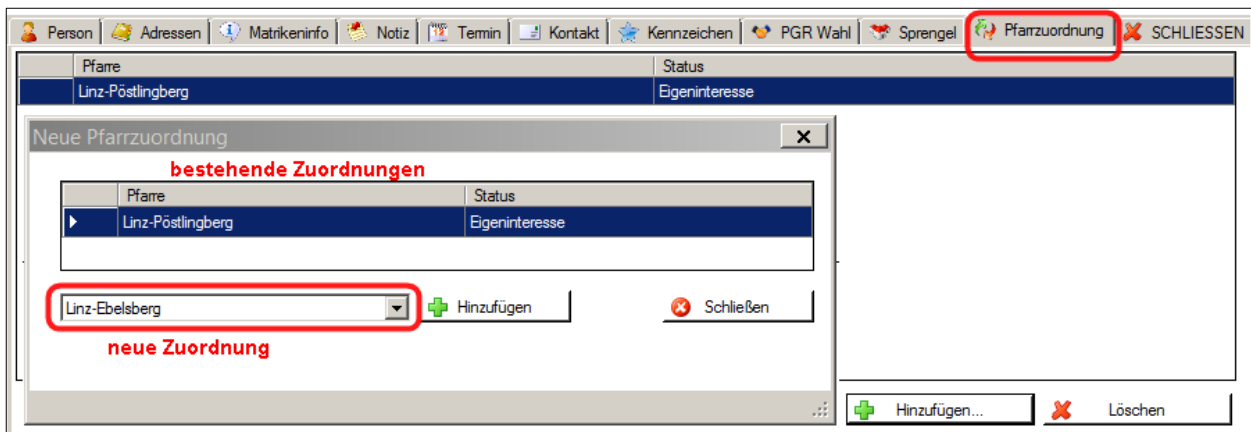 Person Adressen Matrikeninfo Notiz Termin Kontakt Kennzeichen PGR Wahl Sprengel Pfarrzuordnung SCHLIESSEN
Pfarre Status
Linz-Pöstlingberg Eigeninteresse
Neue Pfarrzuordnung
bestehende Zuordnungen
Pfarre Status
Linz-Pöstlingberg Eigeninteresse
Linz-Ebelsberg Hinzufügen Schließen
neue Zuordnung
Hinzufügen... Löschen